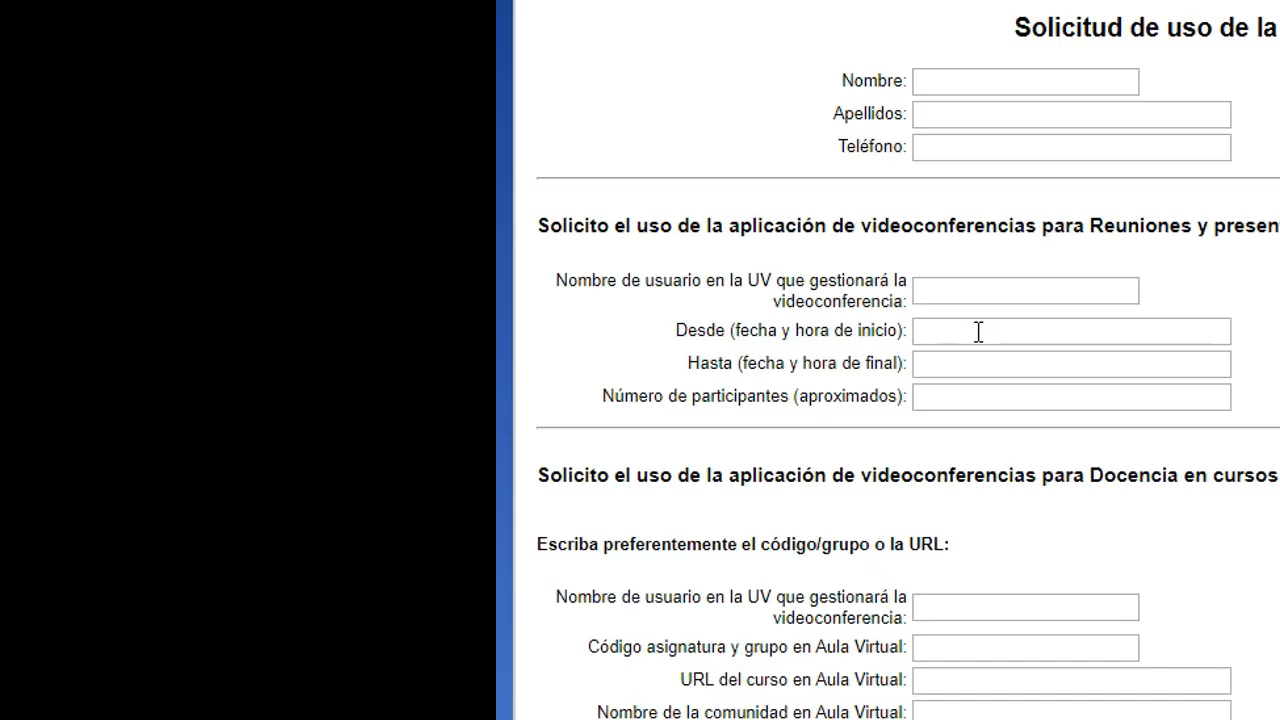 Solicitud de uso de la
Nombre:
Apellidos:
Teléfono:
Solicito el uso de la aplicación de videoconferencias para Reuniones y presen
Nombre de usuario en la UV que gestionará la
videoconferencia:
Desde (fecha y hora de inicio):
Hasta (fecha y hora de final):
Número de participantes (aproximados):
Solicito el uso de la aplicación de videoconferencias para Docencia en cursos
Escriba preferentemente el código/grupo o la URL:
Nombre de usuario en la UV que gestionará la
videoconferencia:
Código asignatura y grupo en Aula Virtual:
URL del curso en Aula Virtual:
Nombre de la comunidad en Aula Virtual: